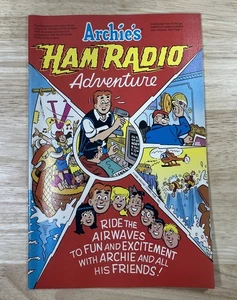 Archie's
HAM RADIO
Adventure
RIDE THE
AIRWAVES
TO FUN AND EXCITEMENT
WITH ARCHIE AND ALL
HIS FRIENDS!